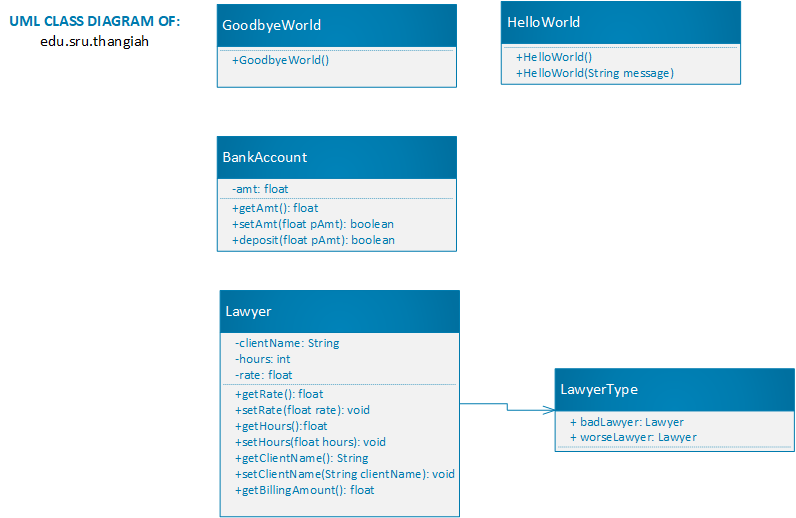 UML CLASS DIAGRAM OF:
edu.sru.thangiah
GoodbyeWorld
+GoodbyeWorld()
HelloWorld
+HelloWorld()
+HelloWorld(String message)
BankAccount
-amt: float
+getAmt(): float
+setAmt(float pAmt): boolean
+deposit(float pAmt): boolean
Lawyer
-clientName: String
-hours: int
-rate: float
+getRate(): float
+setRate(float rate): void
+getHours():float
+setHours(float hours): void
+getClientName(): String
+setClientName(String clientName): void
+getBillingAmount(): float
LawyerType
+ badLawyer: Lawyer
+ worseLawyer: Lawyer